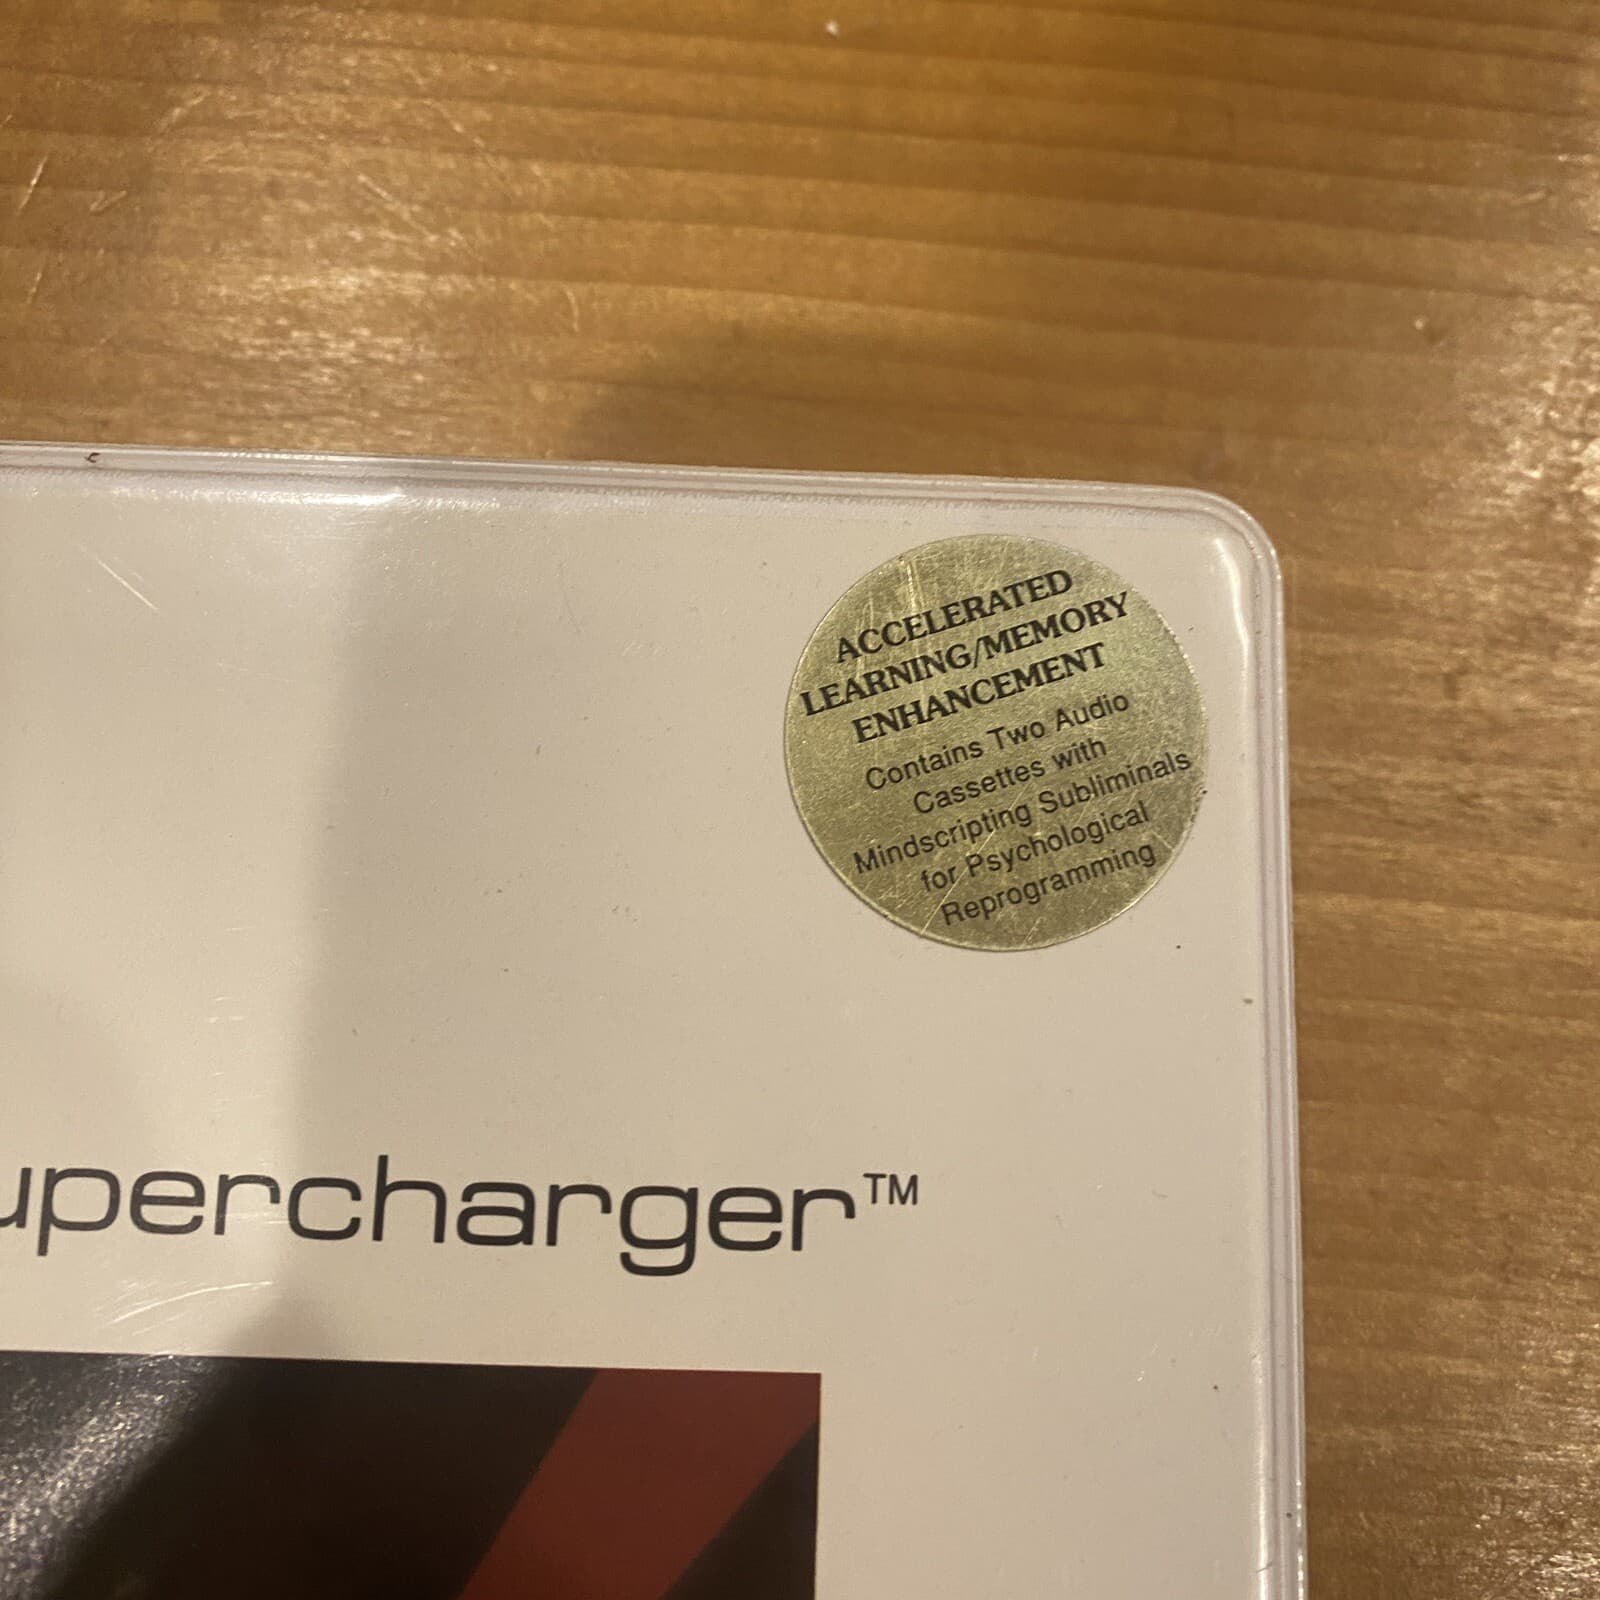 ACCELERATED
LEARNING/MEMORY
ENHANCEMENT
Contains Two Audio
Cassettes with
Mindscripting Subliminals
for Psychological
Reprogramming
upercharger™